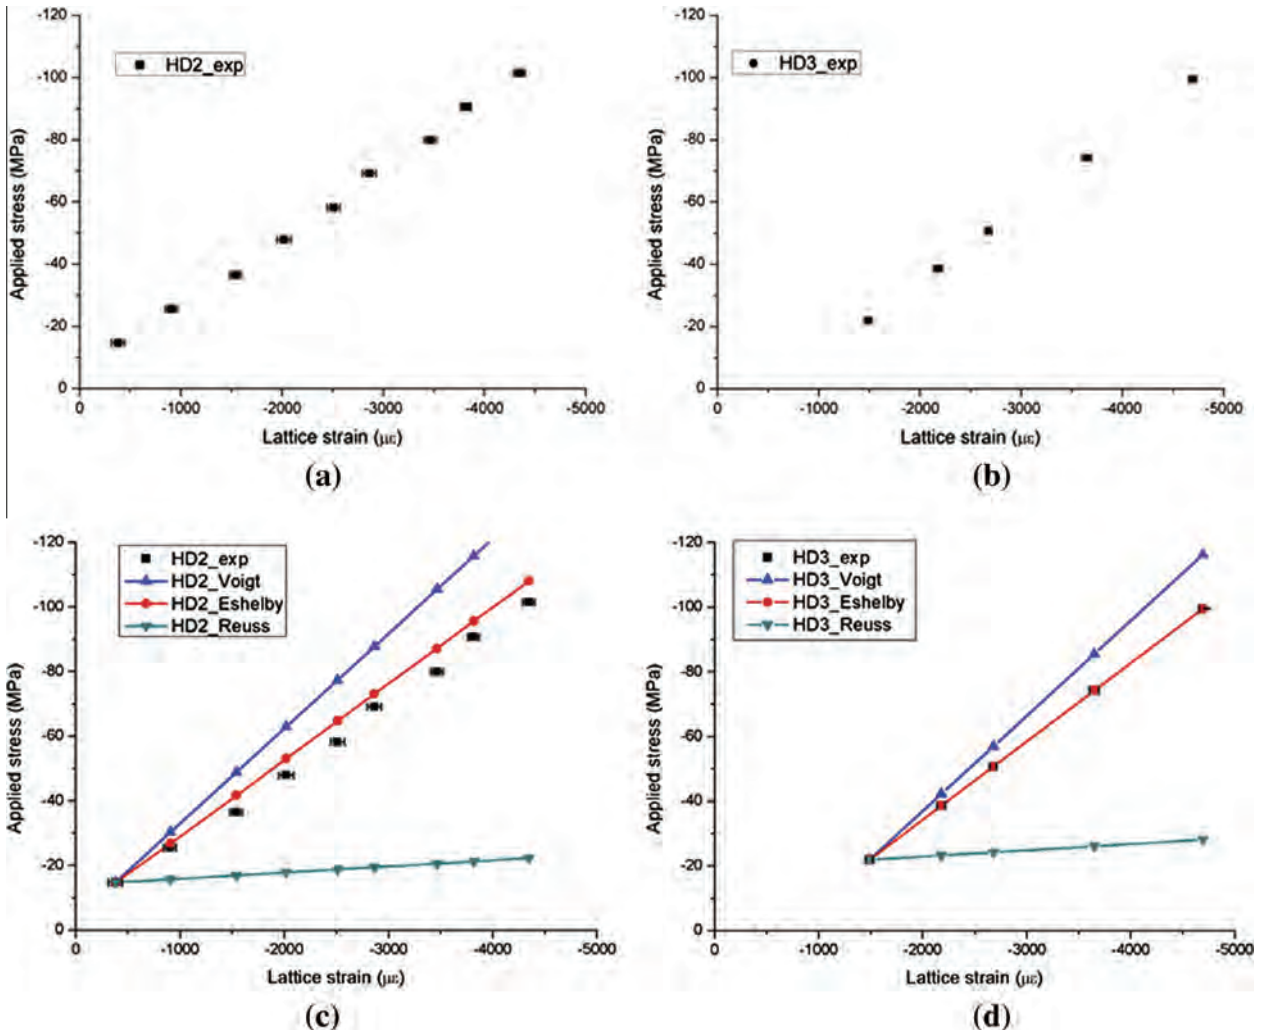 -120
-100
-80
-60
-40
-20
0
Applied stress (MPa)
HD2_exp
0 -1000 -2000 -3000 -4000 -5000
Lattice strain (με)
(a)
-120
-100
-80
-60
-40
-20
0
Applied stress (MPa)
HD3_exp
0 -1000 -2000 -3000 -4000 -5000
Lattice strain (με)
(b)
-120
-100
-80
-60
-40
-20
0
Applied stress (MPa)
HD2_exp
HD2_Voigt
HD2_Eshelby
HD2_Reuss
0 -1000 -2000 -3000 -4000 -5000
Lattice strain (με)
(c)
-120
-100
-80
-60
-40
-20
0
Applied stress (MPa)
HD3_exp
HD3_Voigt
HD3_Eshelby
HD3_Reuss
0 -1000 -2000 -3000 -4000 -5000
Lattice strain (με)
(d)